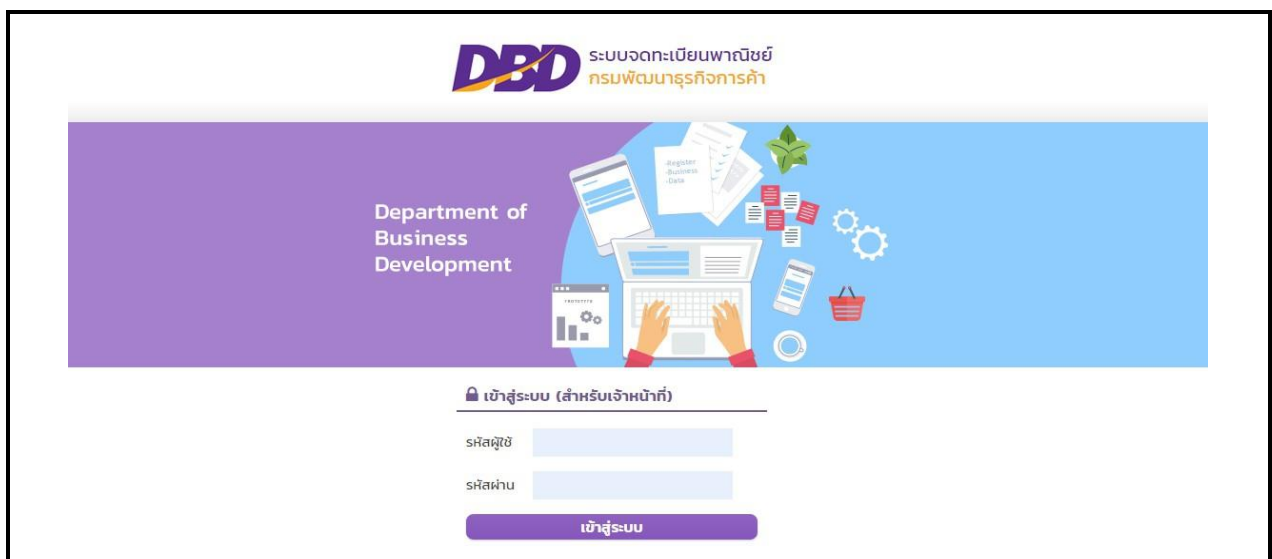 DBD
ระบบจดทะเบียนพาณิชย์
กรมพัฒนาธุรกิจการค้า
-Register
-Business
-Data
Department of
Business
Development
เข้าสู่ระบบ (สำหรับเจ้าหน้าที่)
รหัสผู้ใช้
รหัสผ่าน
เข้าสู่ระบบ